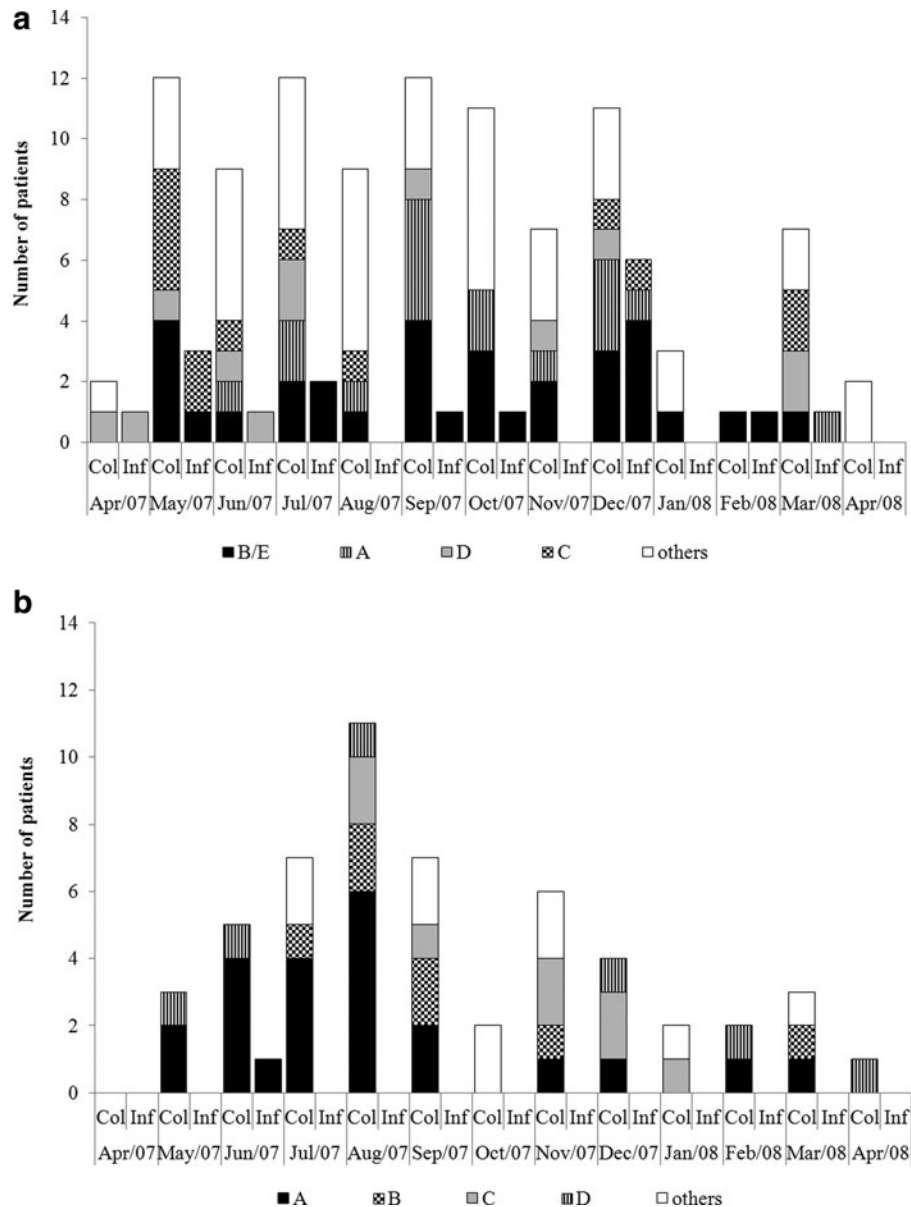 a
Number of patients
14
12
10
8
6
4
2
0
Col Inf Col Inf Col Inf Col Inf Col Inf Col Inf Col Inf Col Inf Col Inf Col Inf Col Inf Col Inf Col Inf
Apr/07 May/07 Jun/07 Jul/07 Aug/07 Sep/07 Oct/07 Nov/07 Dec/07 Jan/08 Feb/08 Mar/08 Apr/08
B/E A D C others
b
Number of patients
14
12
10
8
6
4
2
0
Col Inf Col Inf Col Inf Col Inf Col Inf Col Inf Col Inf Col Inf Col Inf Col Inf Col Inf Col Inf Col Inf
Apr/07 May/07 Jun/07 Jul/07 Aug/07 Sep/07 Oct/07 Nov/07 Dec/07 Jan/08 Feb/08 Mar/08 Apr/08
A B C D others